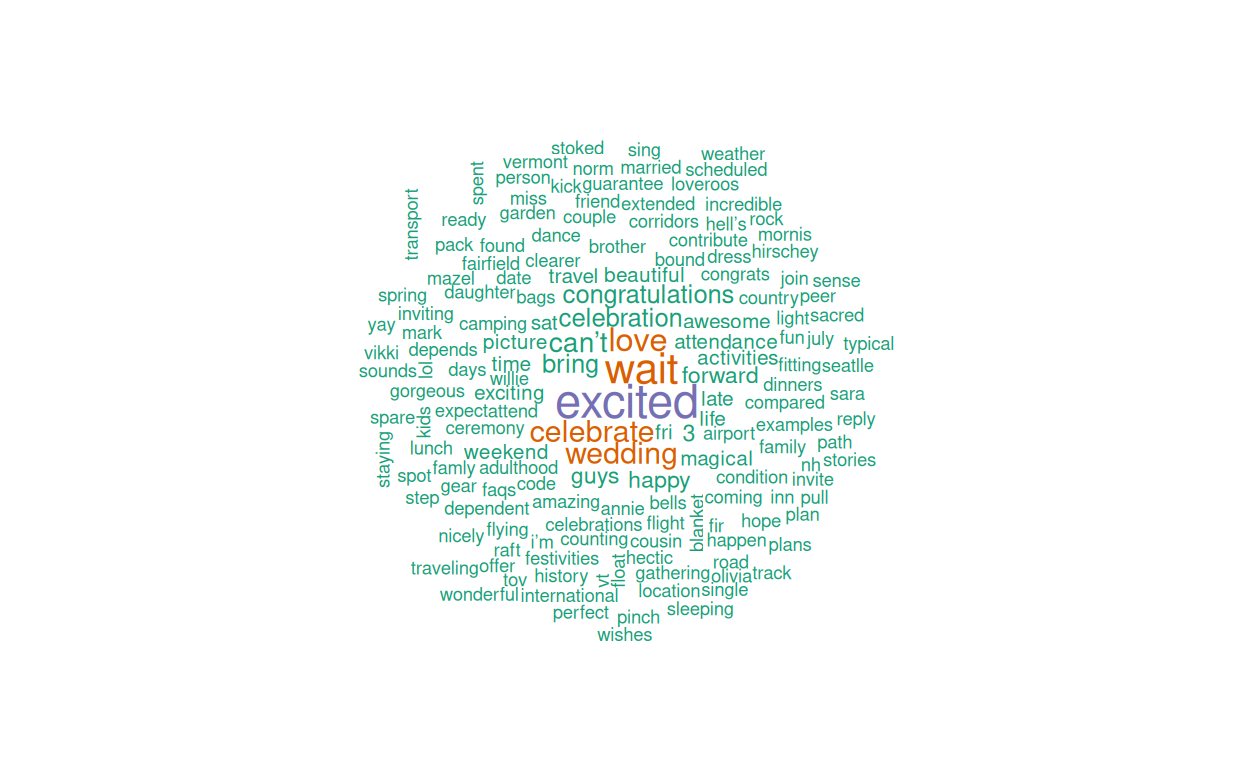 stoked sing weather
vermont norm married scheduled
spent person kick guarantee loveroos
transport miss friend extended incredible
ready garden couple corridors hell's rock
pack found dance brother contribute mornis
fairfield clearer bound dress hirschey
mazel date travel beautiful congrats join sense
spring daughter bags congratulations country peer
yay inviting camping sat celebration awesome light sacred
mark picture can't love attendance fun july typical
vikki depends time bring wait activities fitting seatlle
sounds lol days willie forward dinners
gorgeous exciting excited late compared sara
spare kids expect attend life examples reply
ceremony celebrate fri 3 airport family path
staying lunch weekend wedding magical nh stories
spot famly adulthood guys happy condition invite
step gear faqs code coming inn pull
dependent amazing annie bells blanket hope plan
nicely flying celebrations flight fir happen plans
raft i'm counting cousin
traveling offer festivities float hectic road
tov history vt gathering olivia track
wonderful international location single
perfect pinch sleeping
wishes